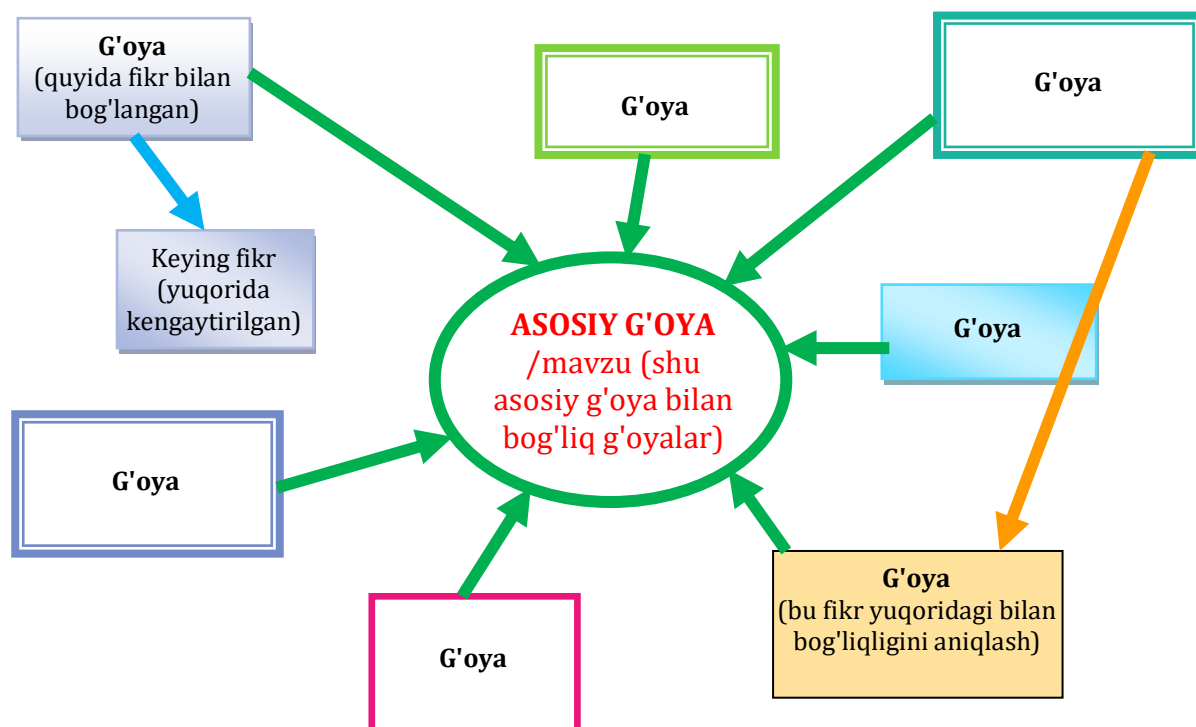 G'oya
(quyida fikr bilan
bog'langan)
G'oya
G'oya
Keying fikr
(yuqorida
kengaytirilgan)
ASOSIY G'OYA
/mavzu (shu
asosiy g'oya bilan
bog'liq g'oyalar)
G'oya
G'oya
G'oya
G'oya
(bu fikr yuqoridagi bilan
bog'liqligini aniqlash)